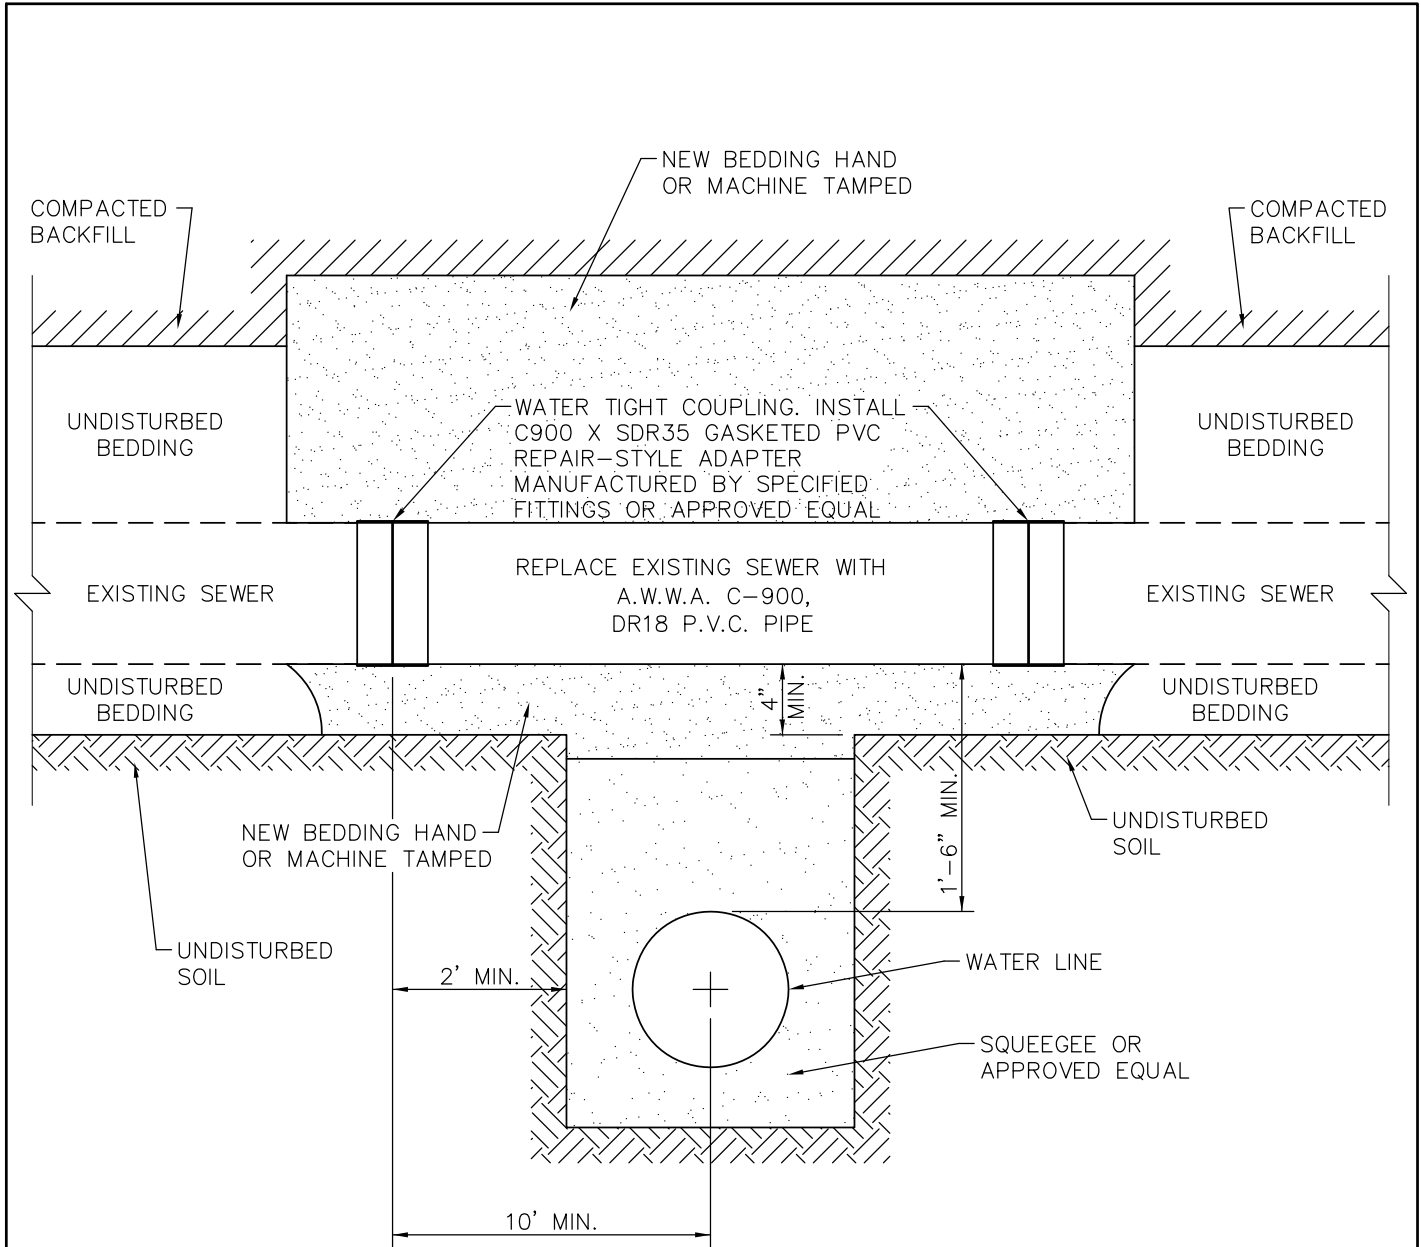 NEW BEDDING HAND
OR MACHINE TAMPED
COMPACTED
BACKFILL
COMPACTED
BACKFILL
UNDISTURBED
BEDDING
WATER TIGHT COUPLING. INSTALL
C900 X SDR35 GASKETED PVC
REPAIR-STYLE ADAPTER
MANUFACTURED BY SPECIFIED
FITTINGS OR APPROVED EQUAL
UNDISTURBED
BEDDING
EXISTING SEWER
REPLACE EXISTING SEWER WITH
A.W.W.A. C-900,
DR18 P.V.C. PIPE
EXISTING SEWER
UNDISTURBED
BEDDING
4"
MIN.
UNDISTURBED
BEDDING
1'-6" MIN.
NEW BEDDING HAND
OR MACHINE TAMPED
UNDISTURBED
SOIL
UNDISTURBED
SOIL
2' MIN.
WATER LINE
SQUEEGEE OR
APPROVED EQUAL
10' MIN.